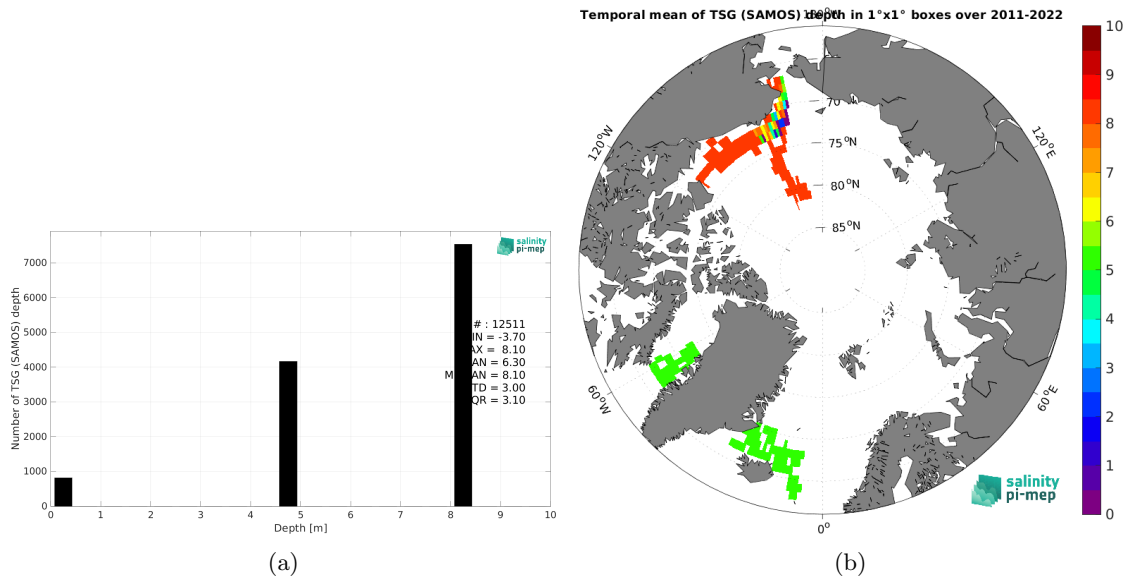 Temporal mean of TSG (SAMOS) depth in 1°x1° boxes over 2011-2022
salinity
pi-mep
# : 12511
IN = -3.70
AX = 8.10
AN = 6.30
M AN = 8.10
TD = 3.00
QR = 3.10
Number of TSG (SAMOS) depth
7000
6000
5000
4000
3000
2000
1000
0
0 1 2 3 4 5 6 7 8 9 10
Depth [m]
(a)
120°W
60°W
0°
60°E
120°E
75°N
80°N
85°N
salinity
pi-mep
10
9
8
7
6
5
4
3
2
1
0
(b)